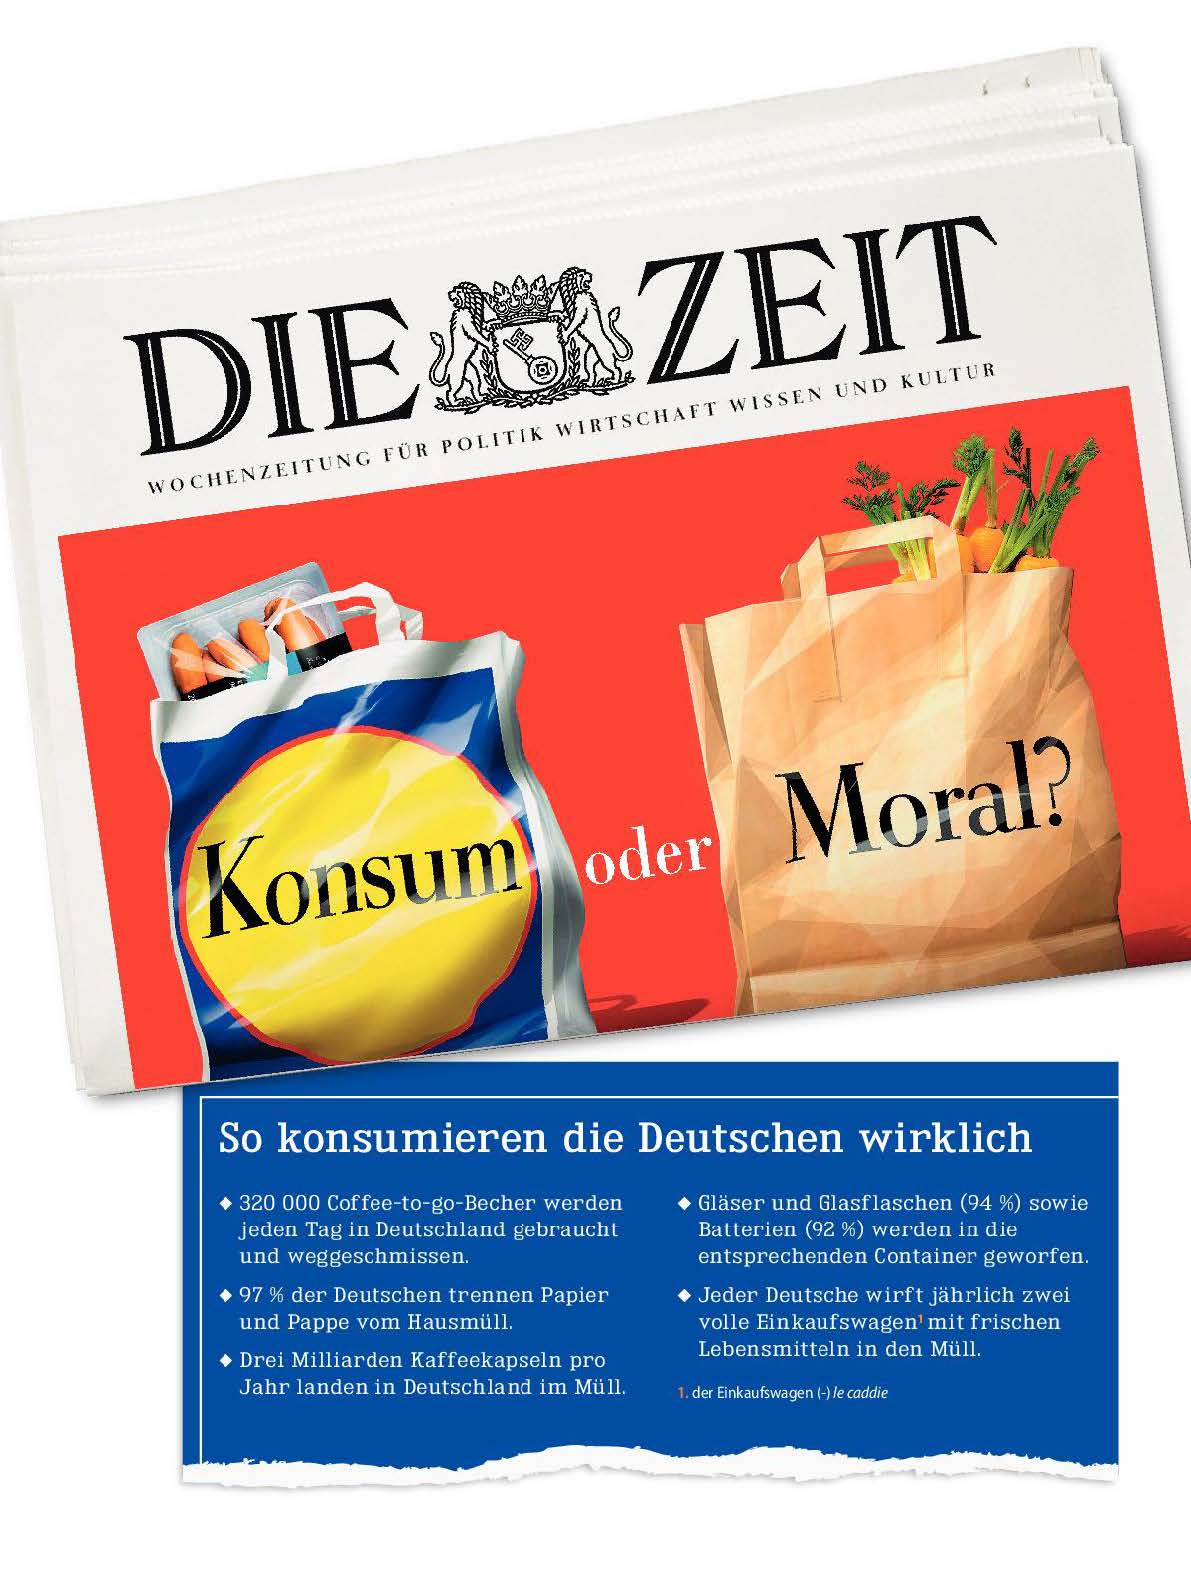 DIE ZEIT
WOCHENZEITUNG FÜR POLITIK WIRTSCHAFT WISSEN UND KULTUR
Konsum oder Moral?
So konsumieren die Deutschen wirklich
◆ 320 000 Coffee-to-go-Becher werden
jeden Tag in Deutschland gebraucht
und weggeschmissen.
◆ 97 % der Deutschen trennen Papier
und Pappe vom Hausmüll.
◆ Drei Milliarden Kaffeekapseln pro
Jahr landen in Deutschland im Müll.
◆ Gläser und Glasflaschen (94 %) sowie
Batterien (92 %) werden in die
entsprechenden Container geworfen.
◆ Jeder Deutsche wirft jährlich zwei
volle Einkaufswagen¹ mit frischen
Lebensmitteln in den Müll.
1. der Einkaufswagen (-) le caddie